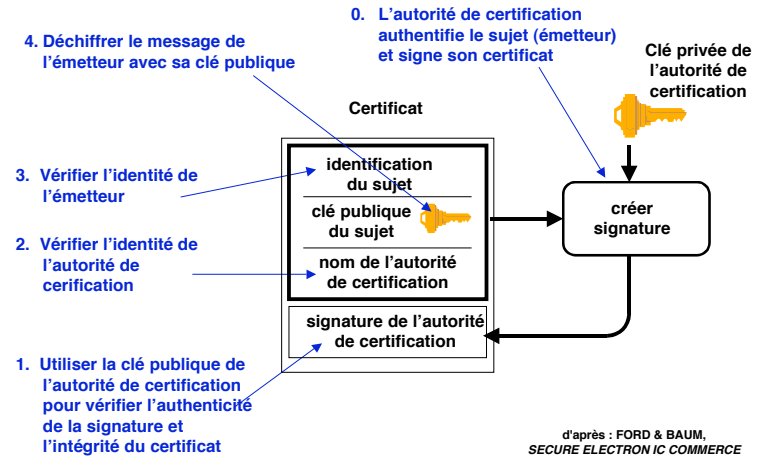 0. L'autorité de certification
authentifie le sujet (émetteur)
et signe son certificat
4. Déchiffrer le message de
l'émetteur avec sa clé publique
Clé privée de
l'autorité de
certification
Certificat
identification
du sujet
3. Vérifier l'identité de
l'émetteur
clé publique
du sujet
créer
signature
2. Vérifier l'identité de
l'autorité de
cerification
nom de l'autorité
de certification
signature de l'autorité
de certification
1. Utiliser la clé publique de
l'autorité de certification
pour vérifier l'authenticité
de la signature et
l'intégrité du certificat
d'après : FORD & BAUM,
SECURE ELECTRON IC COMMERCE